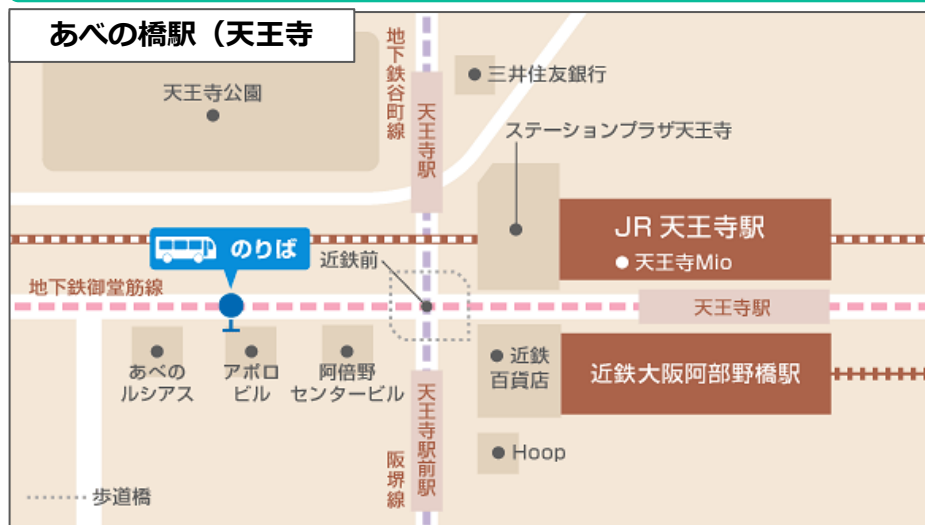 あべの橋駅（天王寺
地下鉄谷町線
天王寺駅
三井住友銀行
天王寺公園
ステーションプラザ天王寺
JR 天王寺駅
天王寺Mio
のりば
近鉄前
地下鉄御堂筋線
天王寺駅
あべの
ルシアス
アポロ
ビル
阿倍野
センタービル
近鉄
百貨店
近鉄大阪阿部野橋駅
天王寺駅前駅
阪堺線
Hoop
歩道橋